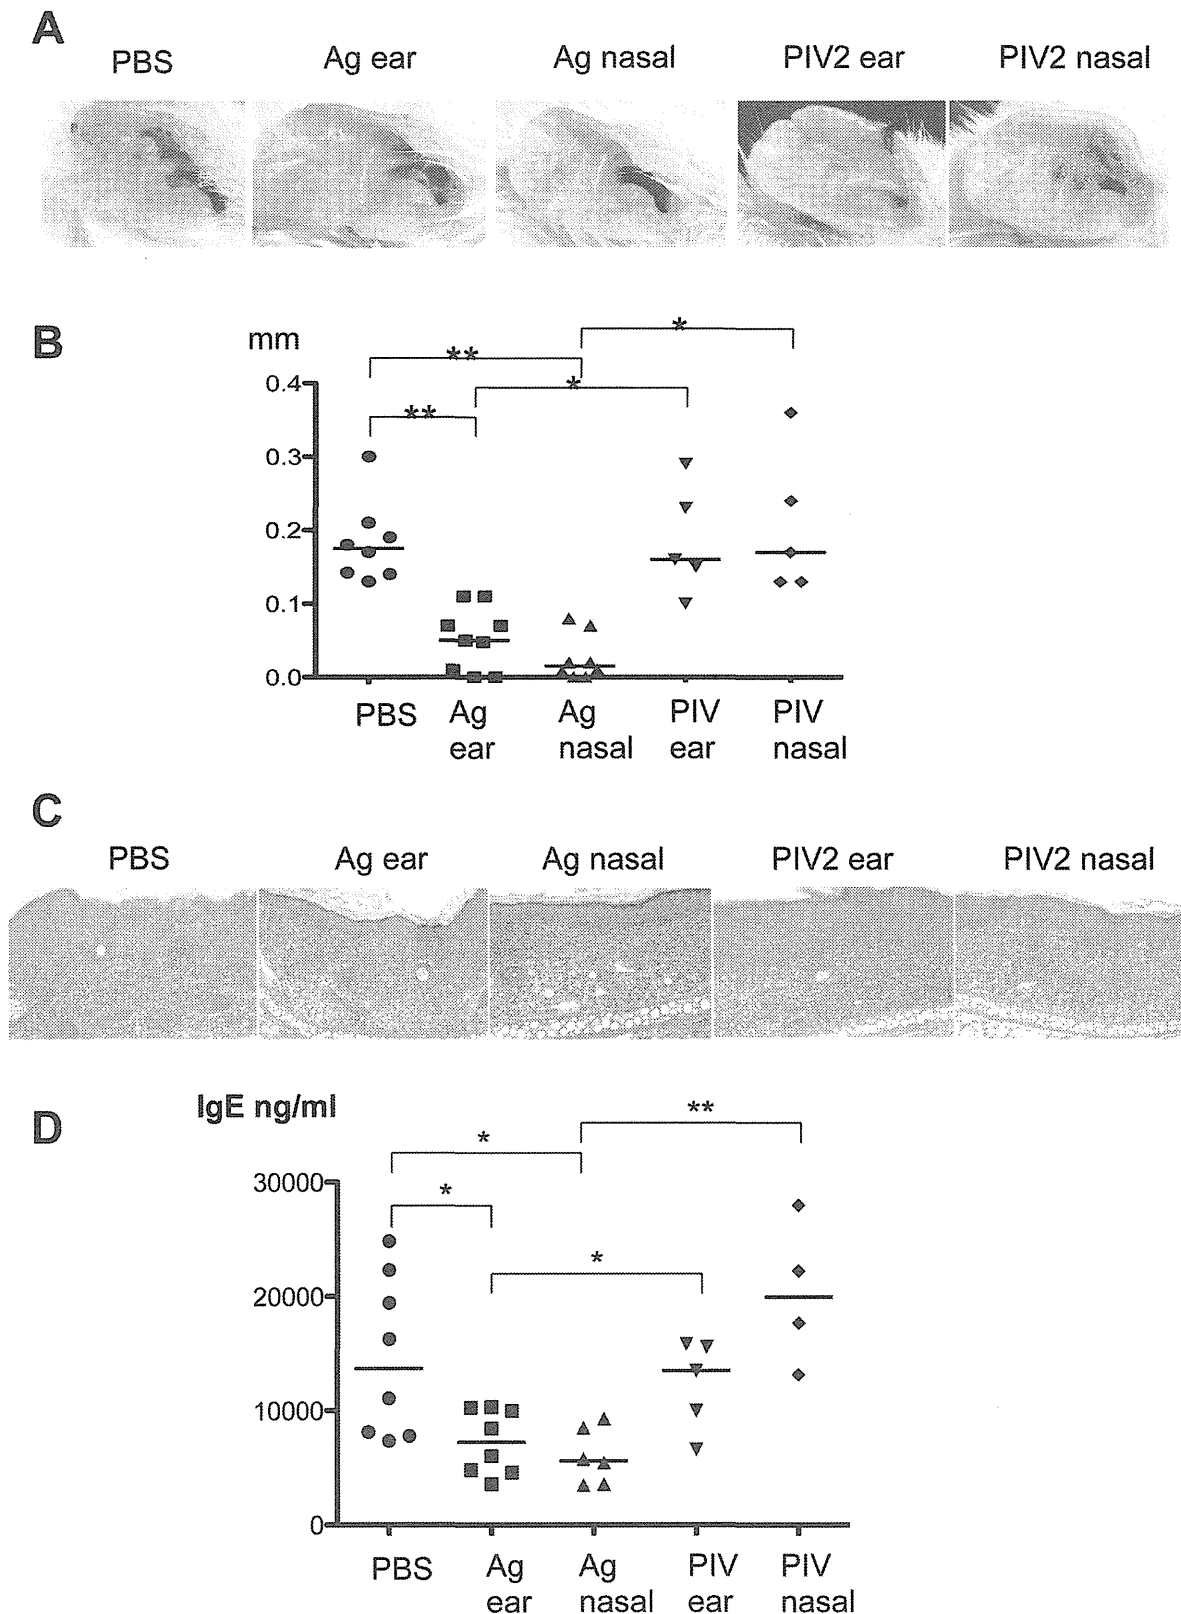 A
PBS Ag ear Ag nasal PIV2 ear PIV2 nasal
B
mm
*
**
*
**
0.4
0.3
0.2
0.1
0.0
PBS Ag ear Ag nasal PIV ear PIV nasal
C
PBS Ag ear Ag nasal PIV2 ear PIV2 nasal
D
IgE ng/ml
**
*
*
*
30000
20000
10000
0
PBS Ag ear Ag nasal PIV ear PIV nasal